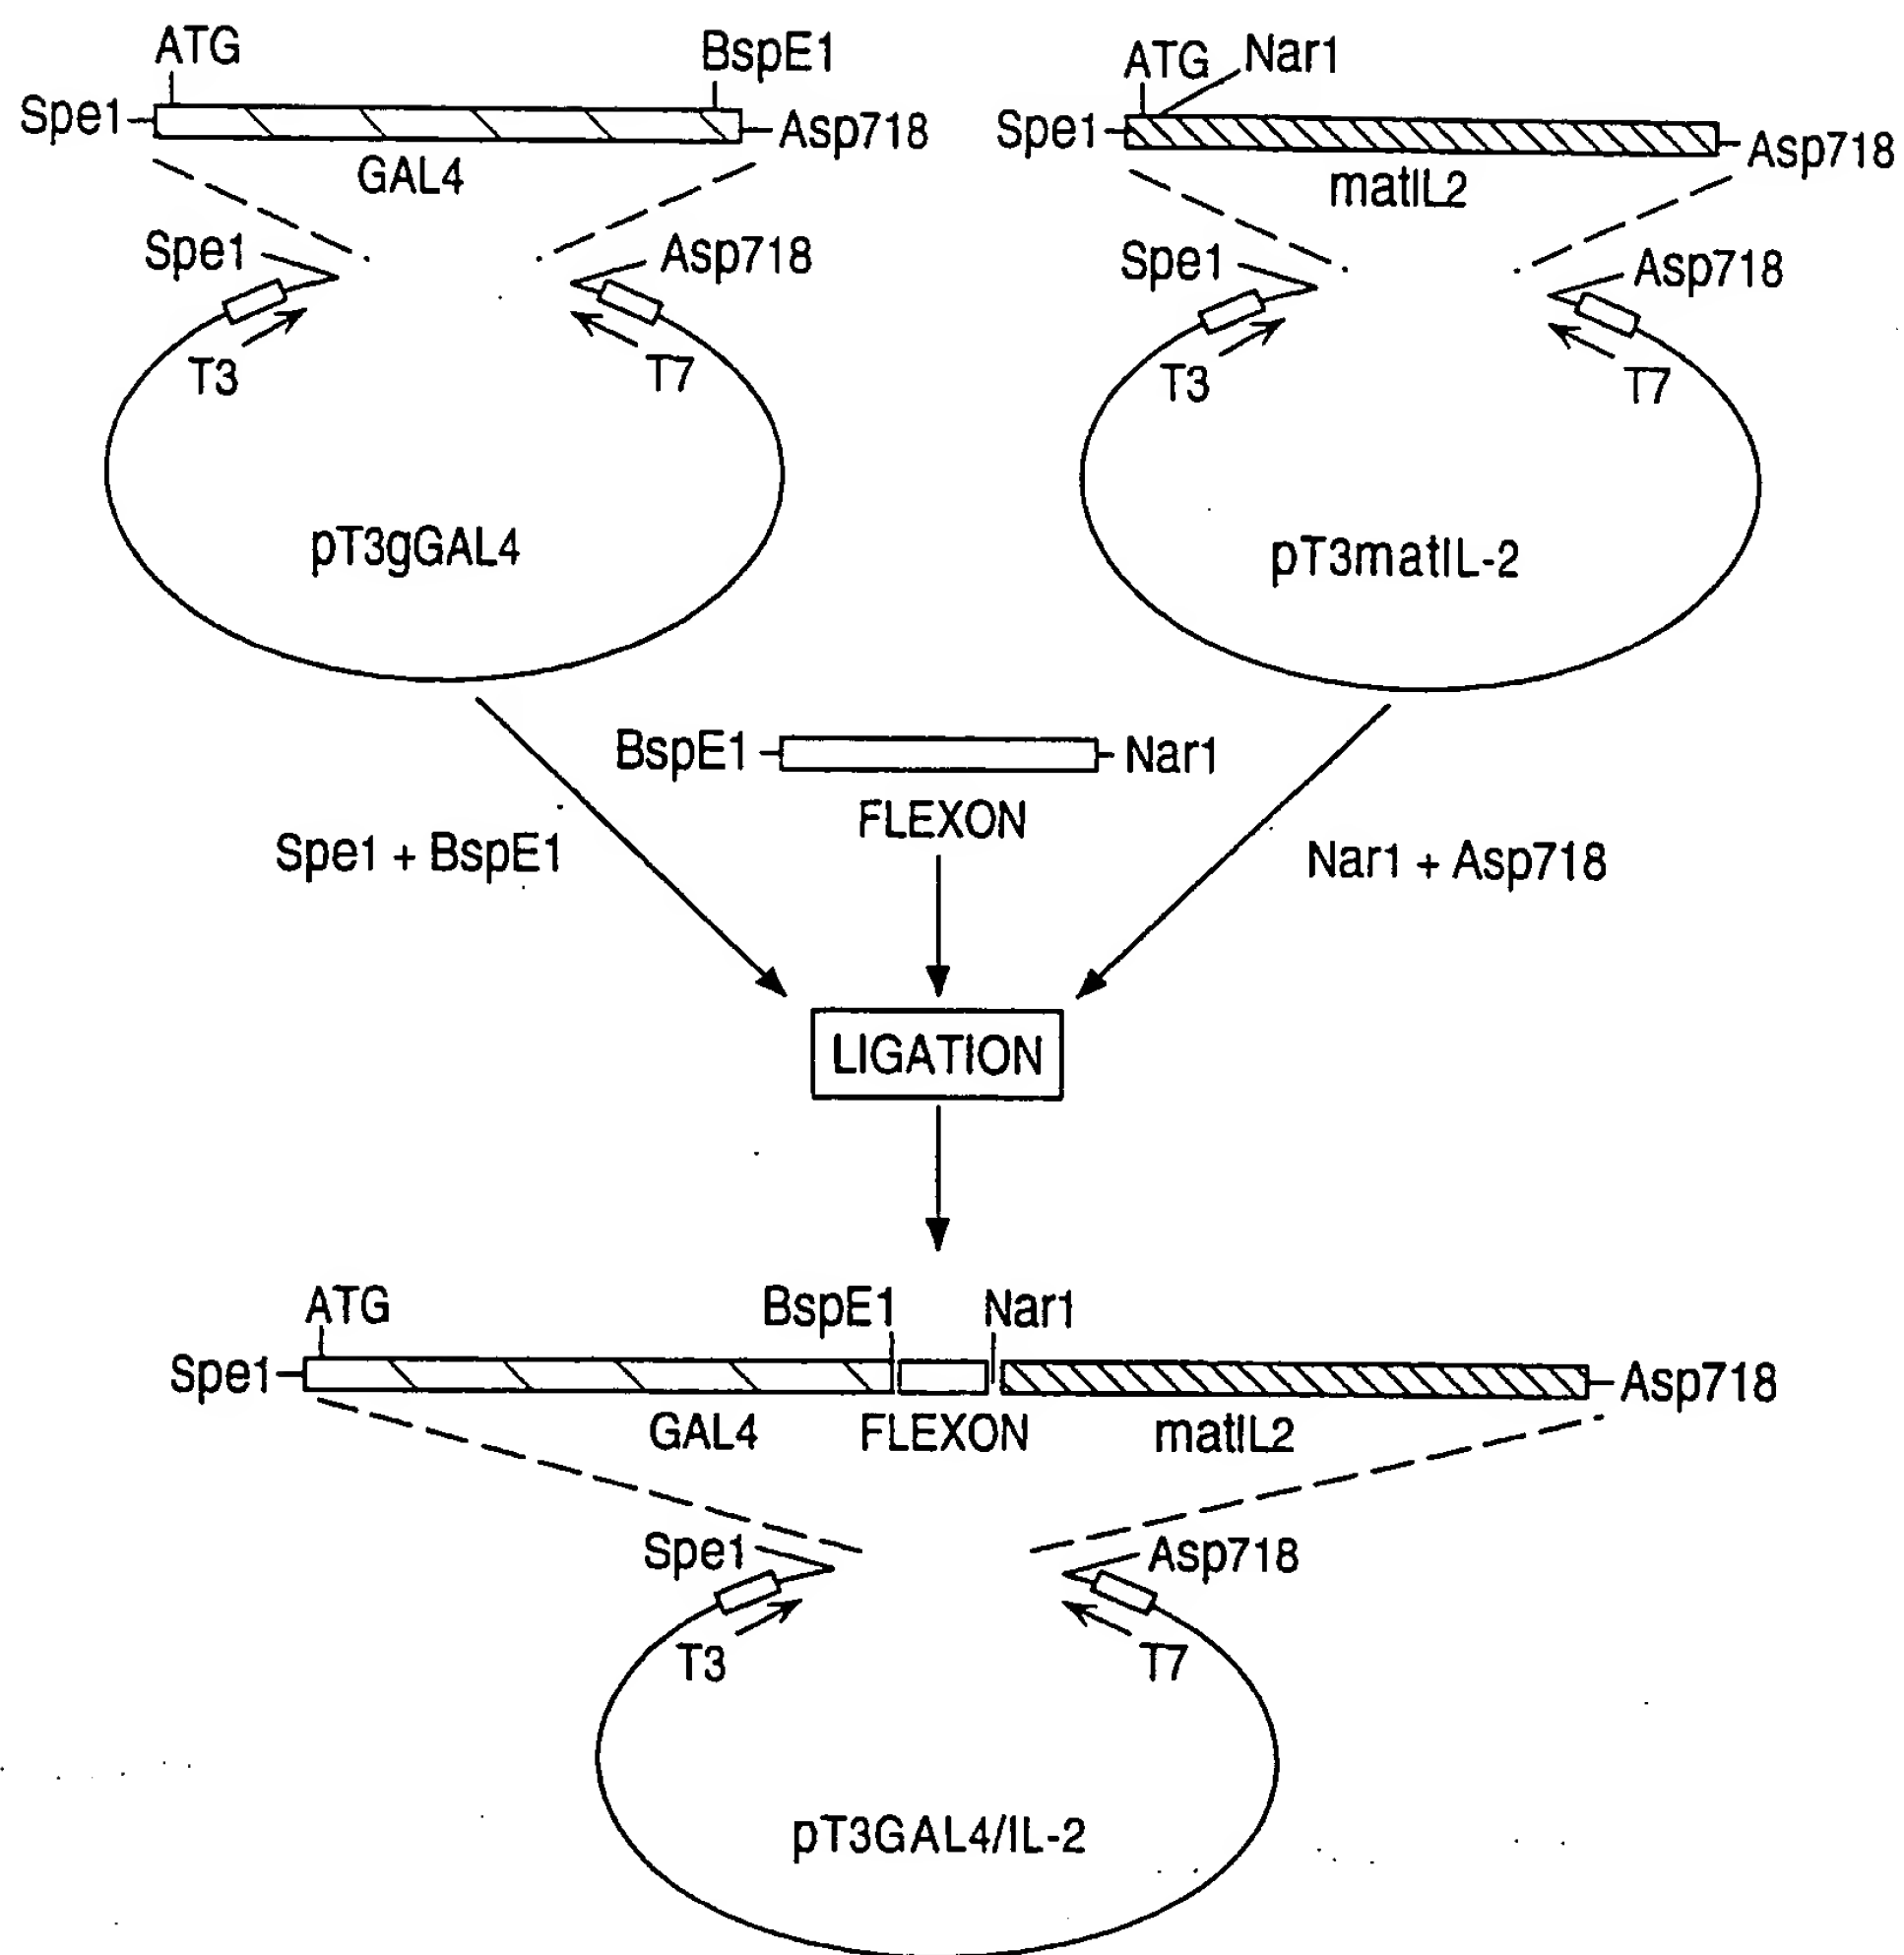 ATG
BspE1
Spe1
Asp718
GAL4
Spe1
Asp718
T3
T7
pT3gGAL4
ATG
Nar1
Spe1
Asp718
matIL2
Spe1
Asp718
T3
T7
pT3matIL-2
BspE1
Nar1
FLEXON
Spe1 + BspE1
Nar1 + Asp718
LIGATION
ATG
BspE1
Nar1
Spe1
Asp718
GAL4
FLEXON
matIL2
Spe1
Asp718
T3
T7
pT3GAL4/IL-2